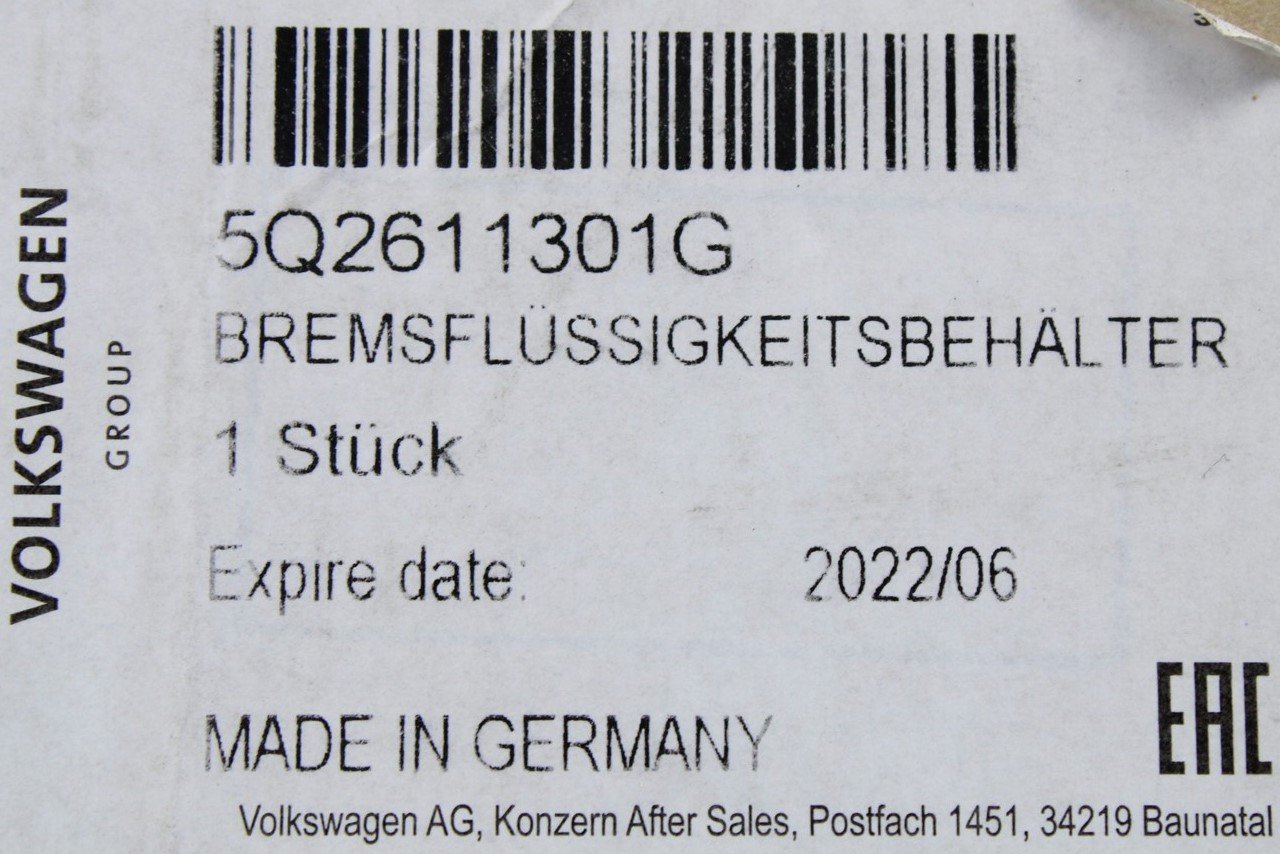 VOLKSWAGEN
GROUP
5Q2611301G
BREMSFLÜSSIGKEITSBEHÄLTER
1 Stück
Expire date: 2022/06
MADE IN GERMANY
EAC
Volkswagen AG, Konzern After Sales, Postfach 1451, 34219 Baunatal